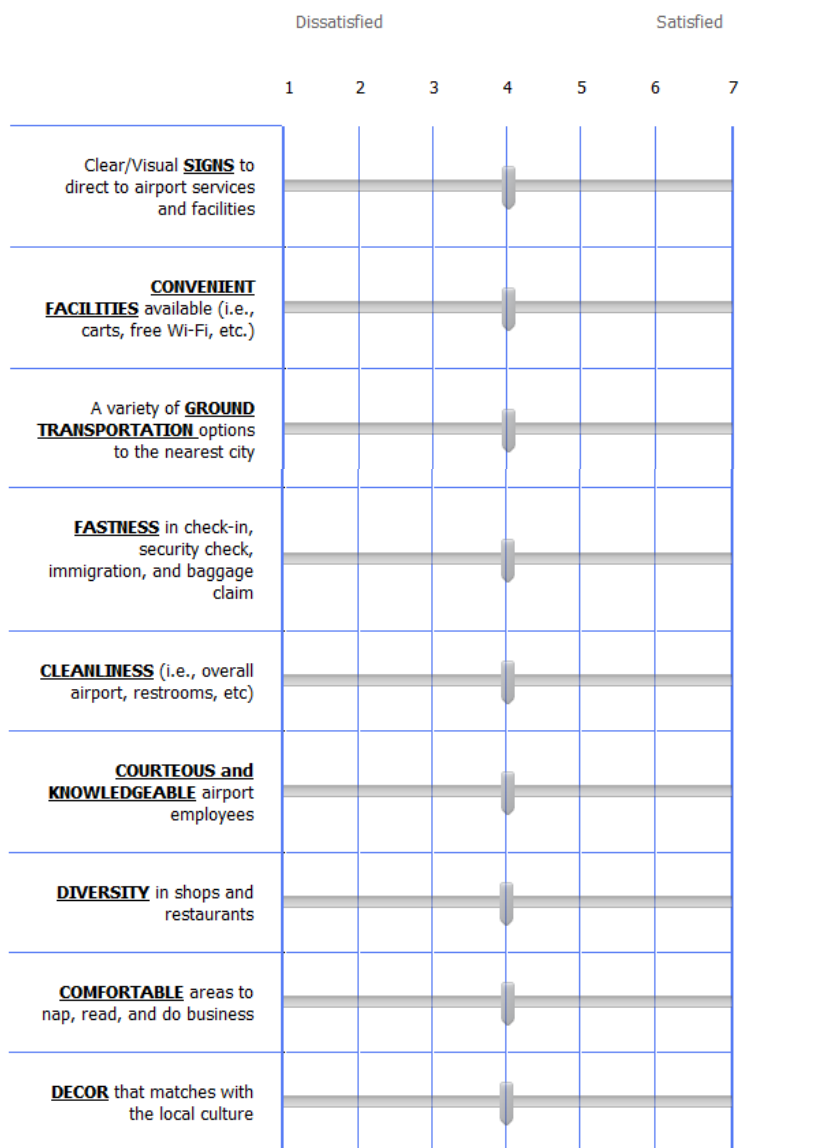 Dissatisfied Satisfied
1 2 3 4 5 6 7
Clear/Visual SIGNS to
direct to airport services
and facilities
CONVENIENT
FACILITIES available (i.e.,
carts, free Wi-Fi, etc.)
A variety of GROUND
TRANSPORTATION options
to the nearest city
FASTNESS in check-in,
security check,
immigration, and baggage
claim
CLEANLINESS (i.e., overall
airport, restrooms, etc)
COURTEOUS and
KNOWLEDGEABLE airport
employees
DIVERSITY in shops and
restaurants
COMFORTABLE areas to
nap, read, and do business
DECOR that matches with
the local culture